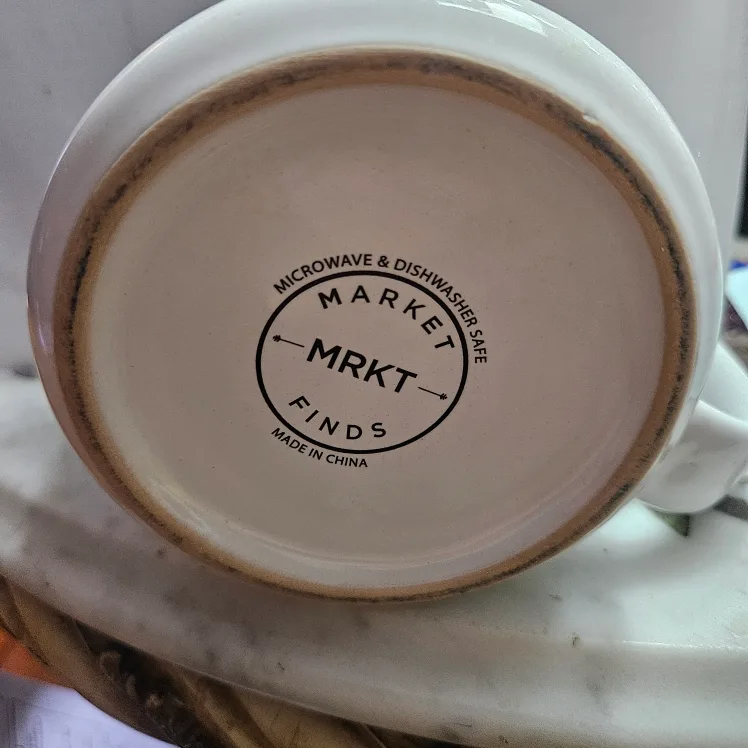 MICROWAVE & DISHWASHER SAFE
MARKET
MRKT
FINDS
MADE IN CHINA